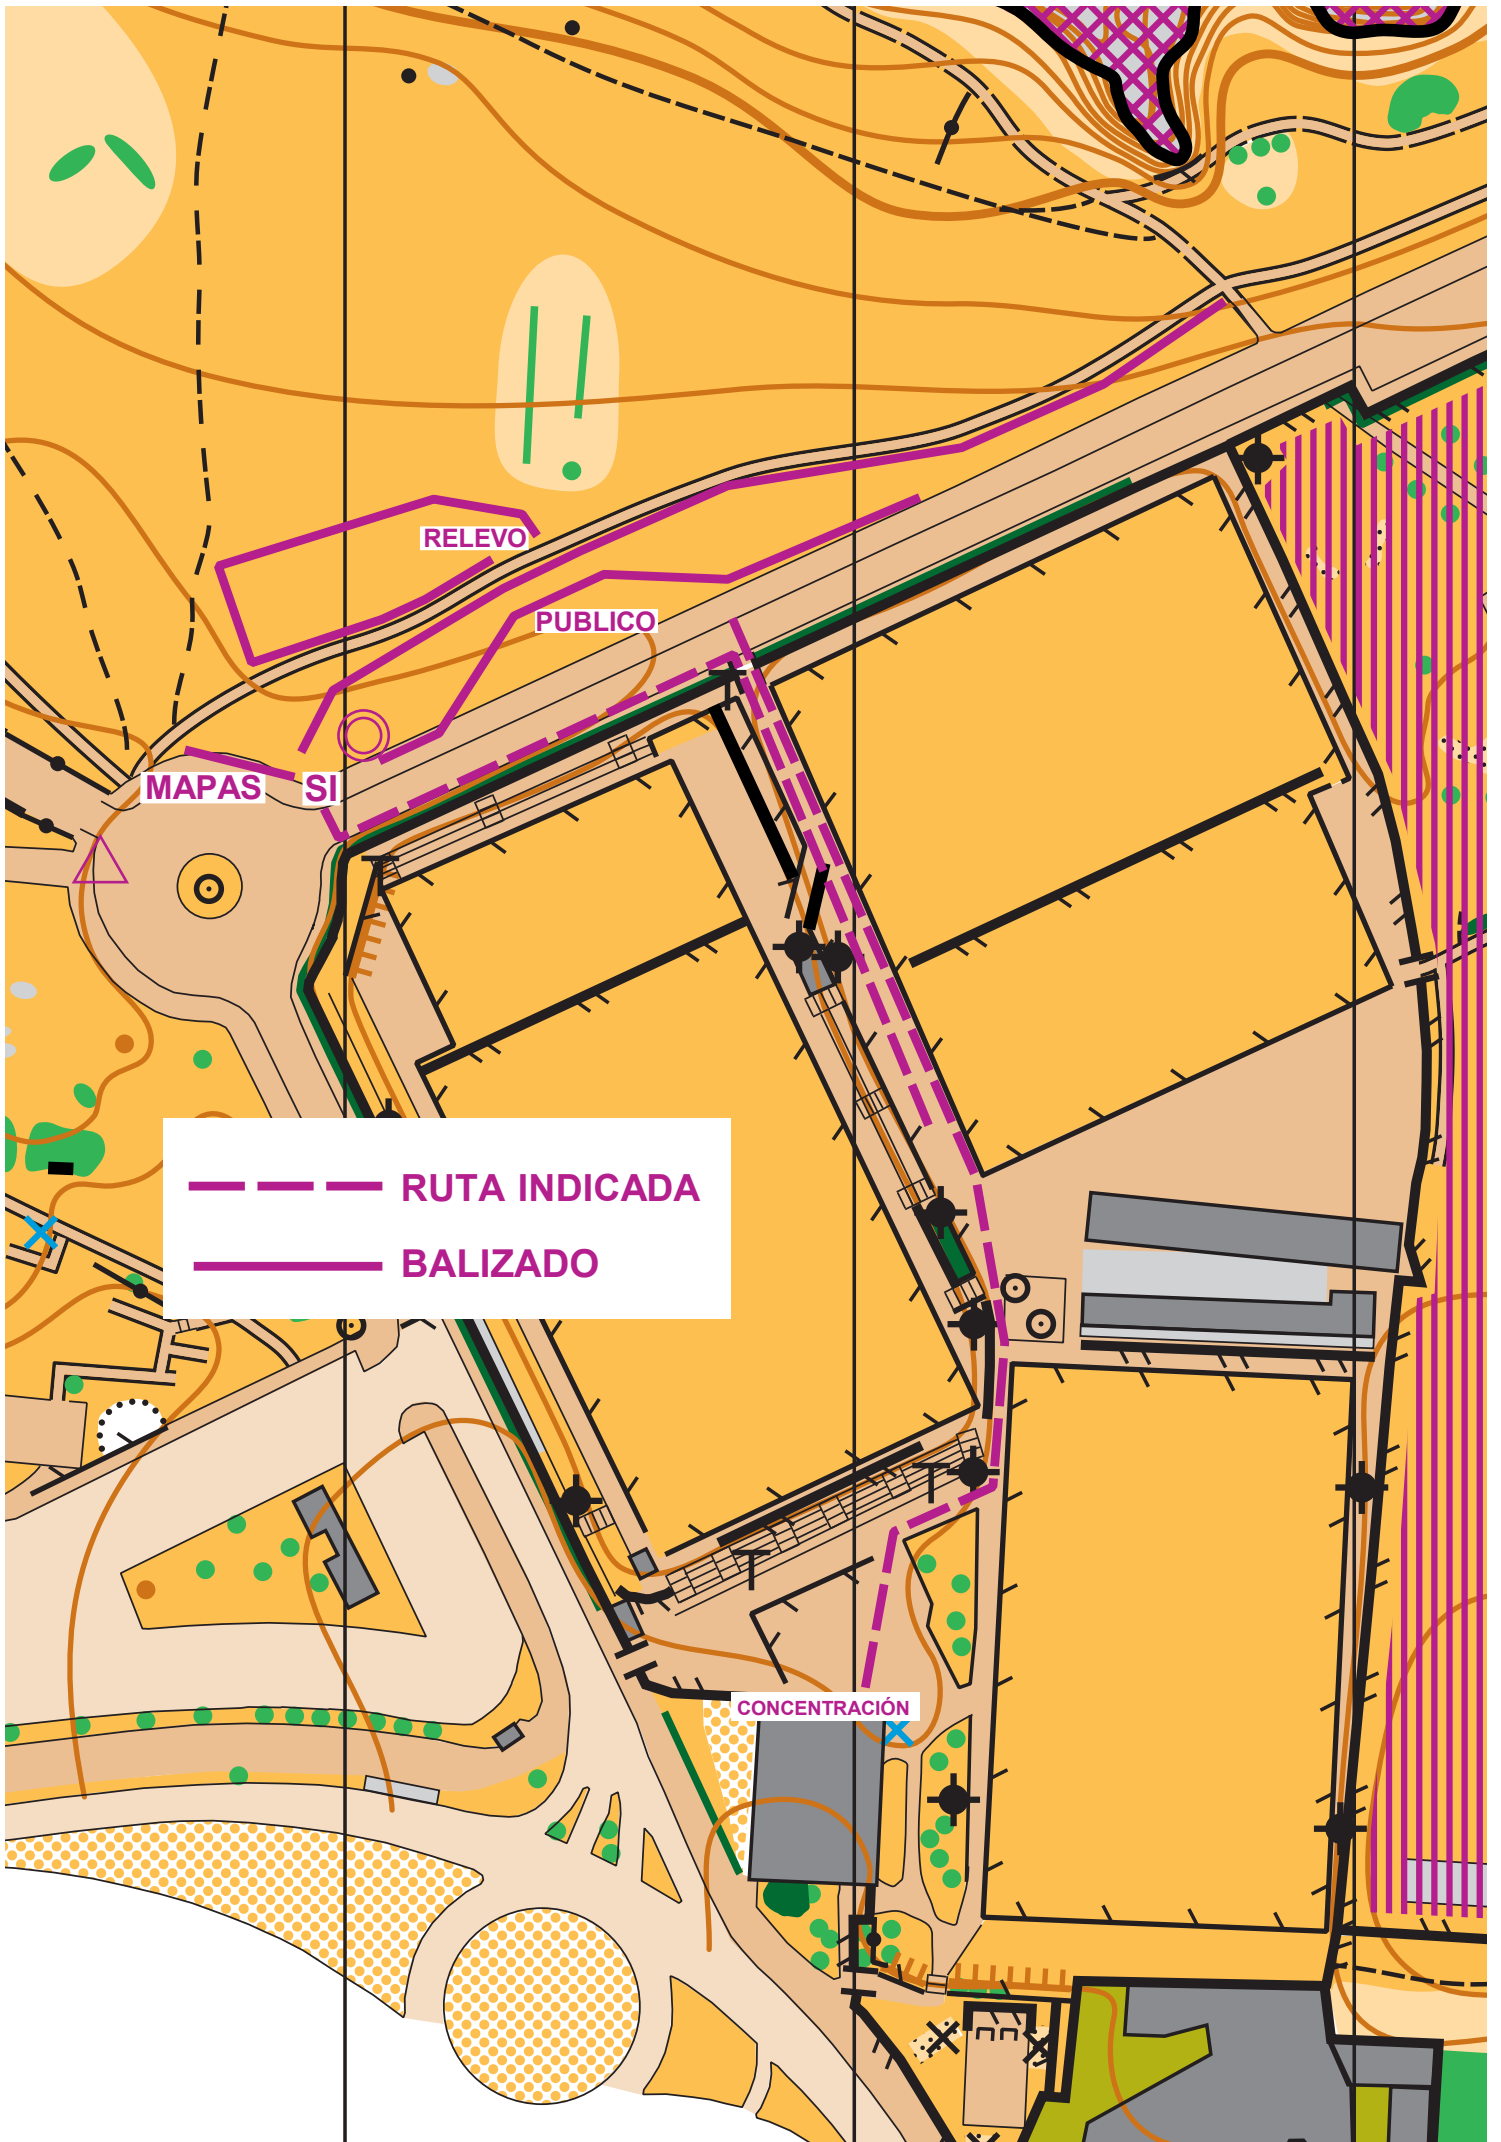 RELEVO
PUBLICO
MAPAS SI
RUTA INDICADA
BALIZADO
CONCENTRACIÓN